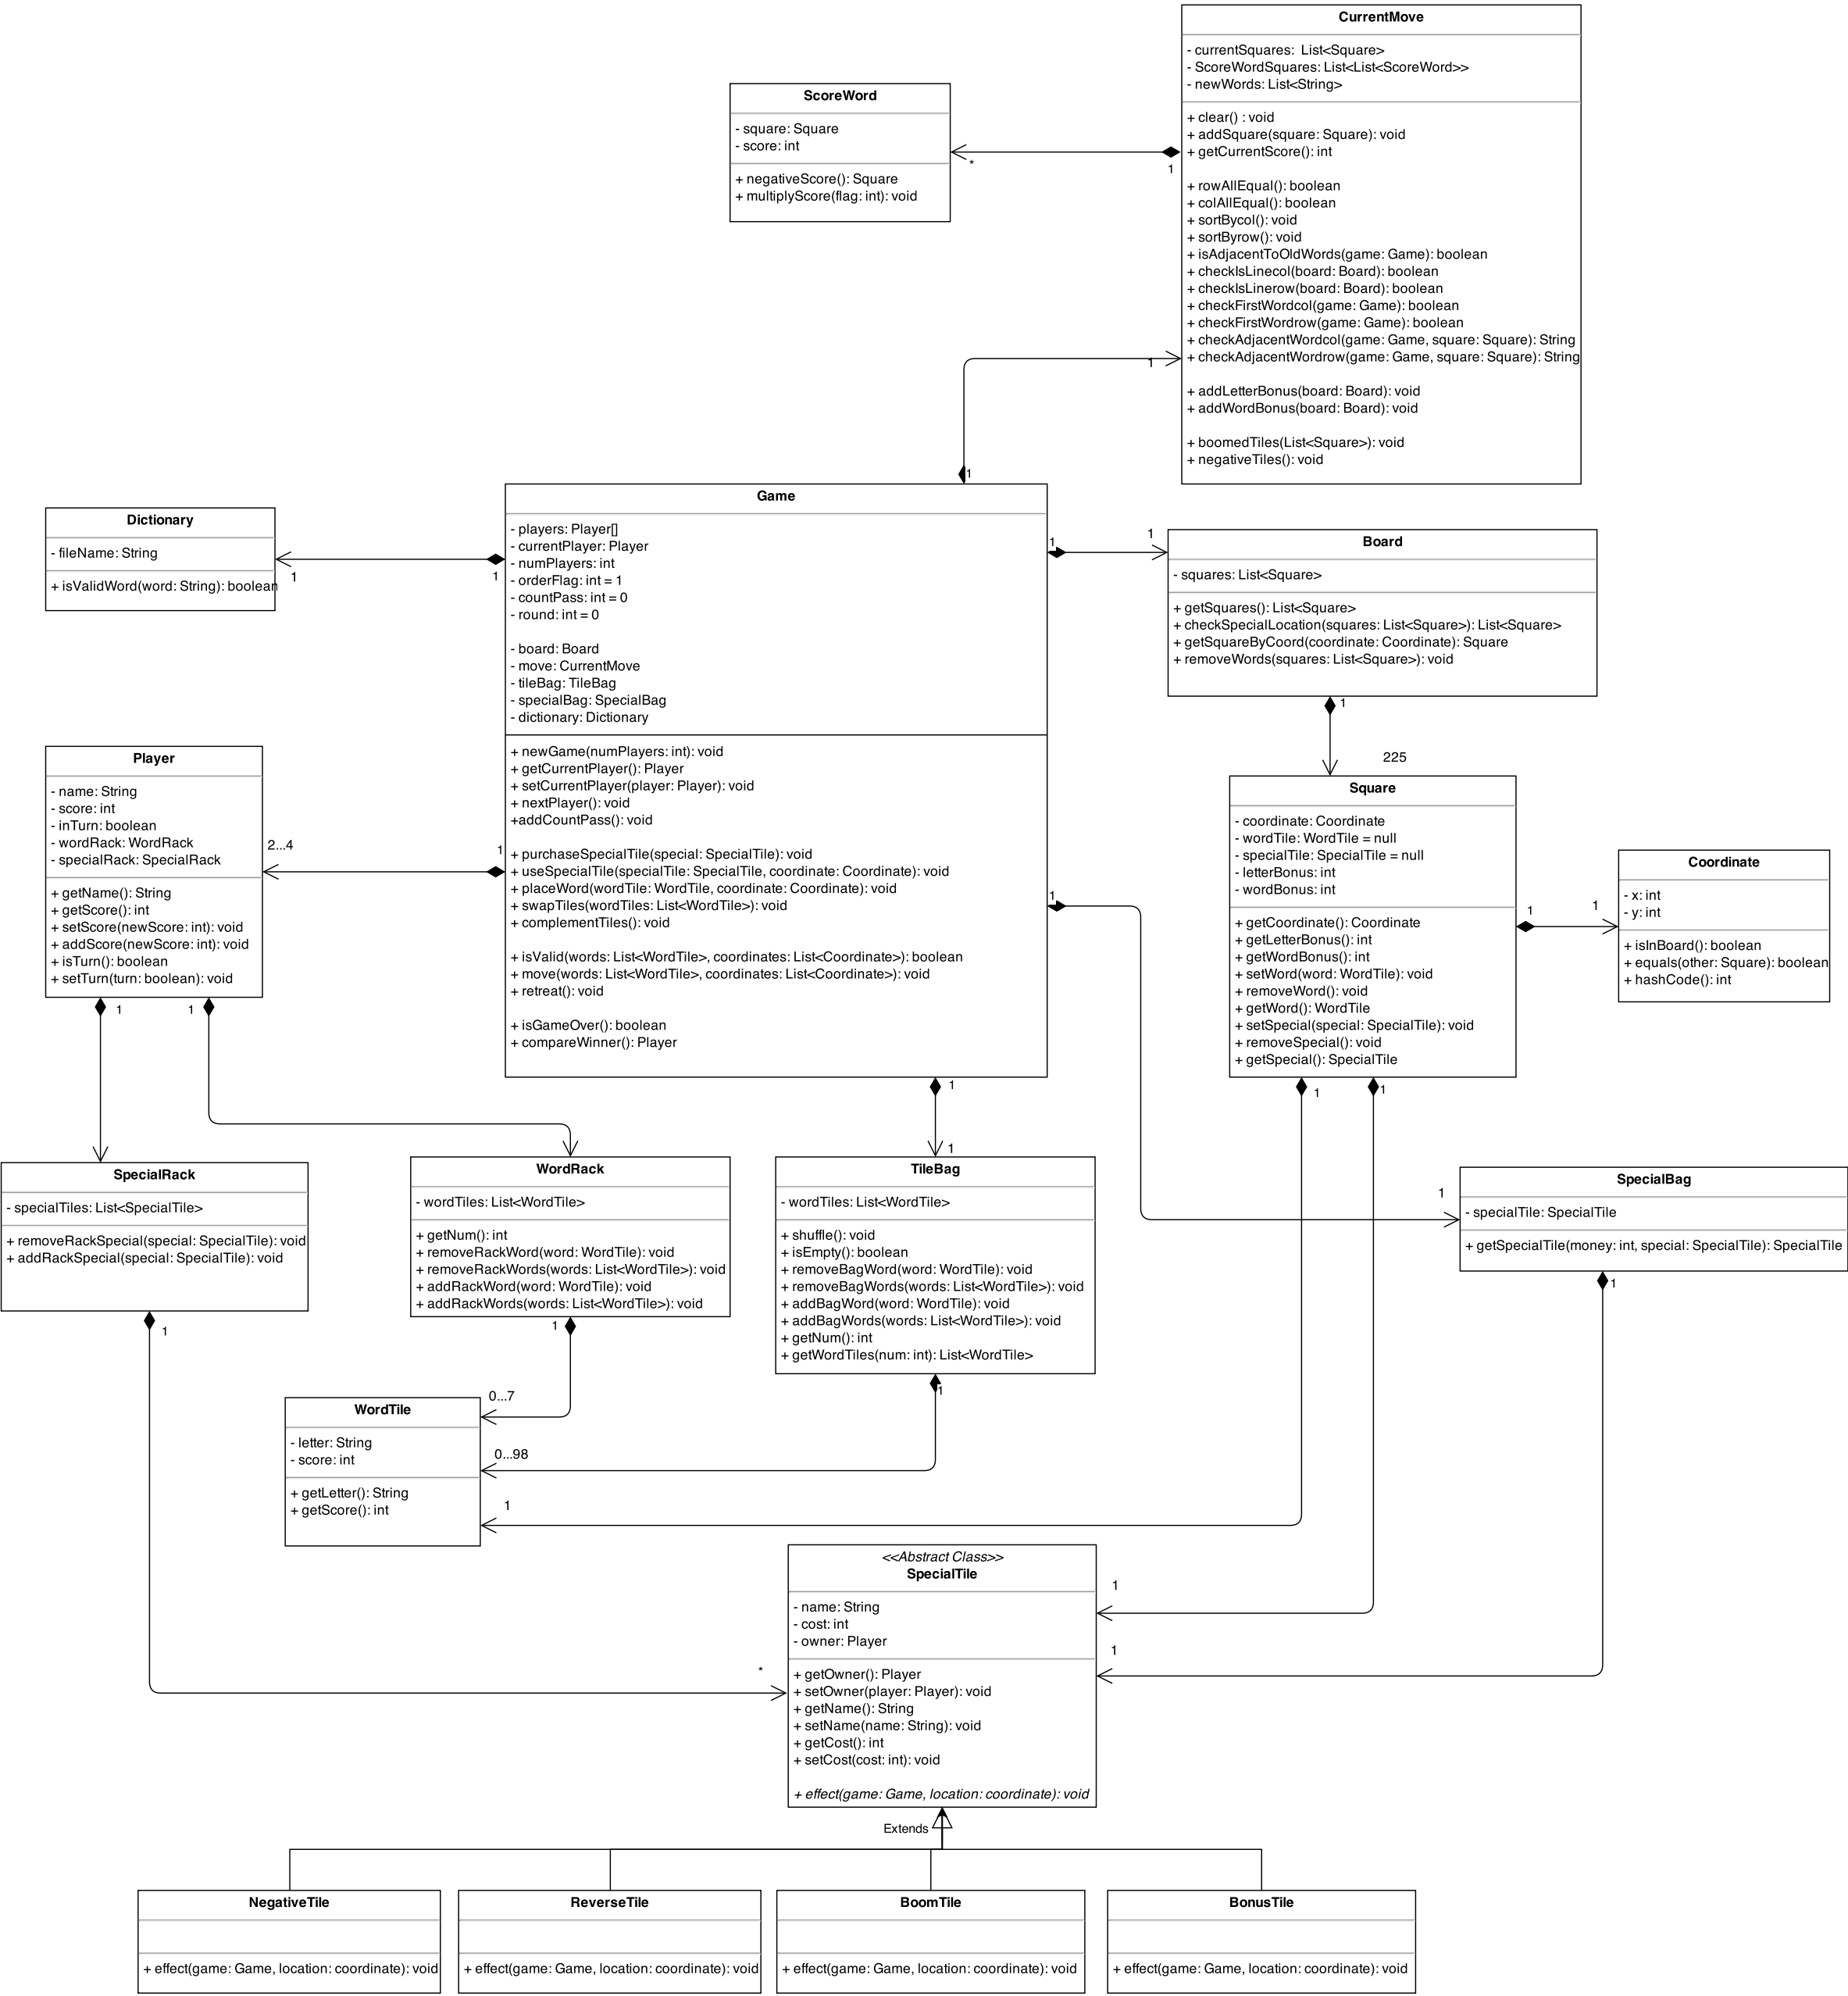 CurrentMove
- currentSquares:  List<Square>
- ScoreWordSquares: List<List<ScoreWord>>
- newWords: List<String>
+ clear() : void
+ addSquare(square: Square): void
+ getCurrentScore(): int
+ rowAllEqual(): boolean
+ colAllEqual(): boolean
+ sortBycol(): void
+ sortByrow(): void
+ isAdjacentToOldWords(game: Game): boolean
+ checkIsLinecol(board: Board): boolean
+ checkIsLinerow(board: Board): boolean
+ checkFirstWordcol(game: Game): boolean
+ checkFirstWordrow(game: Game): boolean
+ checkAdjacentWordcol(game: Game, square: Square): String
+ checkAdjacentWordrow(game: Game, square: Square): String
+ addLetterBonus(board: Board): void
+ addWordBonus(board: Board): void
+ boomedTiles(List<Square>): void
+ negativeTiles(): void
ScoreWord
- square: Square
- score: int
+ negativeScore(): Square
+ multiplyScore(flag: int): void
*
1
1
1
Dictionary
- fileName: String
+ isValidWord(word: String): boolean
1
1
Game
- players: Player[]
- currentPlayer: Player
- numPlayers: int
- orderFlag: int = 1
- countPass: int = 0
- round: int = 0
- board: Board
- move: CurrentMove
- tileBag: TileBag
- specialBag: SpecialBag
- dictionary: Dictionary
+ newGame(numPlayers: int): void
+ getCurrentPlayer(): Player
+ setCurrentPlayer(player: Player): void
+ nextPlayer(): void
+addCountPass(): void
+ purchaseSpecialTile(special: SpecialTile): void
+ useSpecialTile(specialTile: SpecialTile, coordinate: Coordinate): void
+ placeWord(wordTile: WordTile, coordinate: Coordinate): void
+ swapTiles(wordTiles: List<WordTile>): void
+ complementTiles(): void
+ isValid(words: List<WordTile>, coordinates: List<Coordinate>): boolean
+ move(words: List<WordTile>, coordinates: List<Coordinate>): void
+ retreat(): void
+ isGameOver(): boolean
+ compareWinner(): Player
1
1
Board
- squares: List<Square>
+ getSquares(): List<Square>
+ checkSpecialLocation(squares: List<Square>): List<Square>
+ getSquareByCoord(coordinate: Coordinate): Square
+ removeWords(squares: List<Square>): void
1
225
Player
- name: String
- score: int
- inTurn: boolean
- wordRack: WordRack
- specialRack: SpecialRack
+ getName(): String
+ getScore(): int
+ setScore(newScore: int): void
+ addScore(newScore: int): void
+ isTurn(): boolean
+ setTurn(turn: boolean): void
2...4
1
1
1
Square
- coordinate: Coordinate
- wordTile: WordTile = null
- specialTile: SpecialTile = null
- letterBonus: int
- wordBonus: int
+ getCoordinate(): Coordinate
+ getLetterBonus(): int
+ getWordBonus(): int
+ setWord(word: WordTile): void
+ removeWord(): void
+ getWord(): WordTile
+ setSpecial(special: SpecialTile): void
+ removeSpecial(): void
+ getSpecial(): SpecialTile
1
1
Coordinate
- x: int
- y: int
+ isInBoard(): boolean
+ equals(other: Square): boolean
+ hashCode(): int
1
1
1
1
1
1
SpecialRack
- specialTiles: List<SpecialTile>
+ removeRackSpecial(special: SpecialTile): void
+ addRackSpecial(special: SpecialTile): void
1
WordRack
- wordTiles: List<WordTile>
+ getNum(): int
+ removeRackWord(word: WordTile): void
+ removeRackWords(words: List<WordTile>): void
+ addRackWord(word: WordTile): void
+ addRackWords(words: List<WordTile>): void
1
TileBag
- wordTiles: List<WordTile>
+ shuffle(): void
+ isEmpty(): boolean
+ removeBagWord(word: WordTile): void
+ removeBagWords(words: List<WordTile>): void
+ addBagWord(word: WordTile): void
+ addBagWords(words: List<WordTile>): void
+ getNum(): int
+ getWordTiles(num: int): List<WordTile>
1
SpecialBag
- specialTile: SpecialTile
+ getSpecialTile(money: int, special: SpecialTile): SpecialTile
1
WordTile
- letter: String
- score: int
+ getLetter(): String
+ getScore(): int
0...7
0...98
1
<<Abstract Class>>
SpecialTile
- name: String
- cost: int
- owner: Player
+ getOwner(): Player
+ setOwner(player: Player): void
+ getName(): String
+ setName(name: String): void
+ getCost(): int
+ setCost(cost: int): void
+ effect(game: Game, location: coordinate): void
1
1
*
Extends
NegativeTile
+ effect(game: Game, location: coordinate): void
ReverseTile
+ effect(game: Game, location: coordinate): void
BoomTile
+ effect(game: Game, location: coordinate): void
BonusTile
+ effect(game: Game, location: coordinate): void